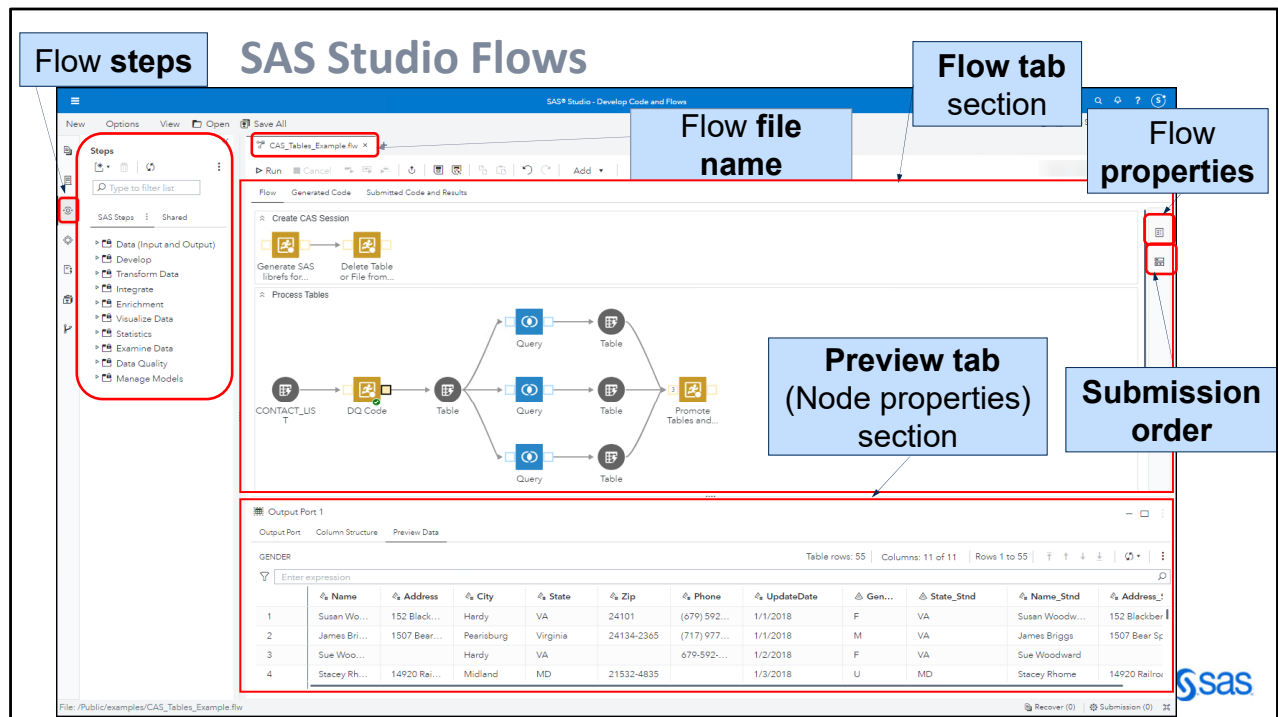 SAS Studio Flows
Flow steps
Flow tab
section
Flow file
name
Flow
properties
Preview tab
(Node properties)
section
Submission
order
SAS® Studio - Develop Code and Flows
New Options View Open Save All
Steps
Type to filter list
SAS Steps Shared
Data (Input and Output)
Develop
Transform Data
Integrate
Enrichment
Visualize Data
Statistics
Examine Data
Data Quality
Manage Models
CAS_Tables_Example.flw ×
Run Cancel Add
Flow Generated Code Submitted Code and Results
Create CAS Session
Generate SAS
librefs for...
Delete Table
or File from...
Process Tables
Query Table
CONTACT_LIS
T
DQ Code
Table
Query
Table
3
Promote
Tables and...
Query Table
Output Port 1
Output Port Column Structure Preview Data
GENDER Table rows: 55 Columns: 11 of 11 Rows 1 to 55
Enter expression
Name Address City State Zip Phone UpdateDate Gen... State_Stnd Name_Stnd Address_S
1 Susan Wo... 152 Black... Hardy VA 24101 (679) 592... 1/1/2018 F VA Susan Woodw... 152 Blackber
2 James Bri... 1507 Bear... Pearisburg Virginia 24134-2365 (717) 977... 1/1/2018 M VA James Briggs 1507 Bear Sp
3 Sue Woo... Hardy VA 679-592-... 1/2/2018 F VA Sue Woodward
4 Stacey Rh... 14920 Rai... Midland MD 21532-4835 1/3/2018 U MD Stacey Rhome 14920 Railroa
File: /Public/examples/CAS_Tables_Example.flw
Recover (0) Submission (0)
sas